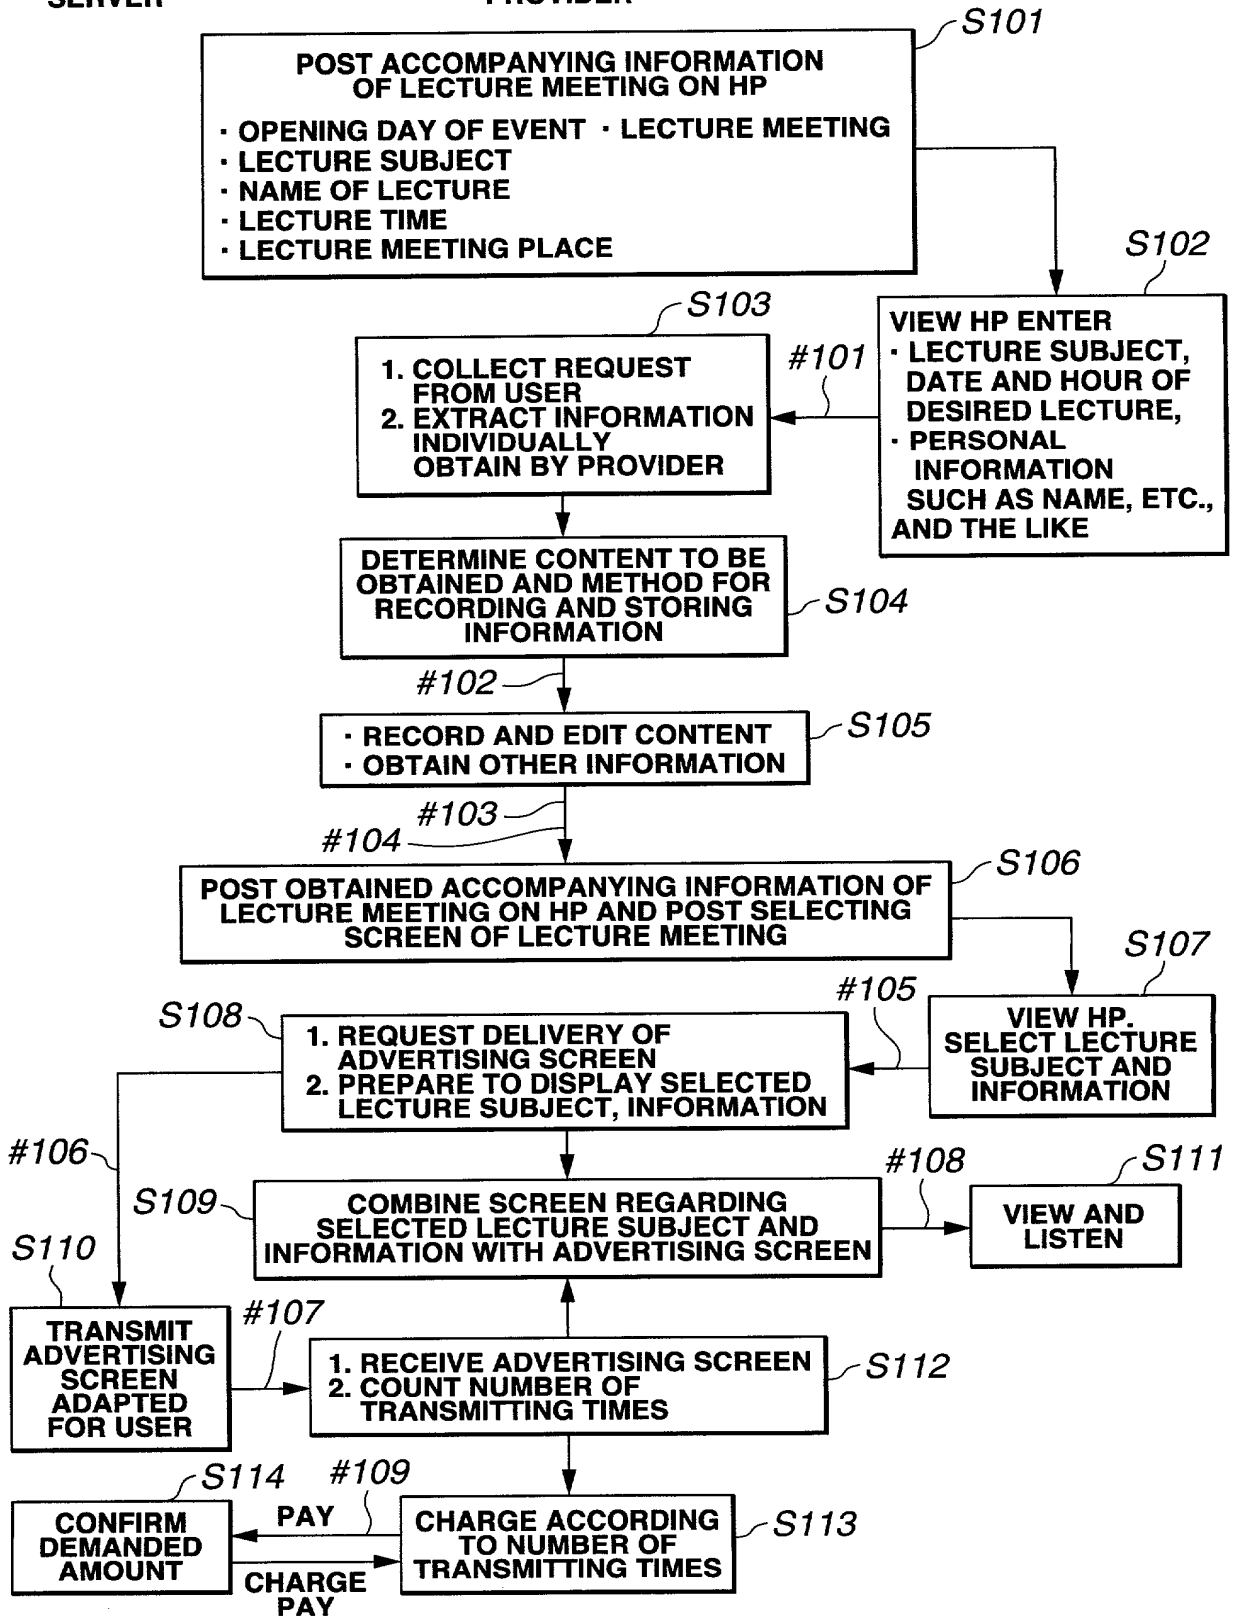 SERVER
PROVIDER
S101
POST ACCOMPANYING INFORMATION
OF LECTURE MEETING ON HP
· OPENING DAY OF EVENT · LECTURE MEETING
· LECTURE SUBJECT
· NAME OF LECTURE
· LECTURE TIME
· LECTURE MEETING PLACE
S102
VIEW HP ENTER
· LECTURE SUBJECT,
DATE AND HOUR OF
DESIRED LECTURE,
· PERSONAL
INFORMATION
SUCH AS NAME, ETC.,
AND THE LIKE
#101
S103
1. COLLECT REQUEST
FROM USER
2. EXTRACT INFORMATION
INDIVIDUALLY
OBTAIN BY PROVIDER
DETERMINE CONTENT TO BE
OBTAINED AND METHOD FOR
RECORDING AND STORING
INFORMATION
S104
#102
· RECORD AND EDIT CONTENT
· OBTAIN OTHER INFORMATION
S105
#103
#104
S106
POST OBTAINED ACCOMPANYING INFORMATION OF
LECTURE MEETING ON HP AND POST SELECTING
SCREEN OF LECTURE MEETING
S107
VIEW HP.
SELECT LECTURE
SUBJECT AND
INFORMATION
#105
S108
1. REQUEST DELIVERY OF
ADVERTISING SCREEN
2. PREPARE TO DISPLAY SELECTED
LECTURE SUBJECT, INFORMATION
#106
S109
COMBINE SCREEN REGARDING
SELECTED LECTURE SUBJECT AND
INFORMATION WITH ADVERTISING SCREEN
#108
S111
VIEW AND
LISTEN
S110
TRANSMIT
ADVERTISING
SCREEN
ADAPTED
FOR USER
#107
1. RECEIVE ADVERTISING SCREEN
2. COUNT NUMBER OF
TRANSMITTING TIMES
S112
S114
CONFIRM
DEMANDED
AMOUNT
#109
PAY
CHARGE
PAY
CHARGE ACCORDING
TO NUMBER OF
TRANSMITTING TIMES
S113